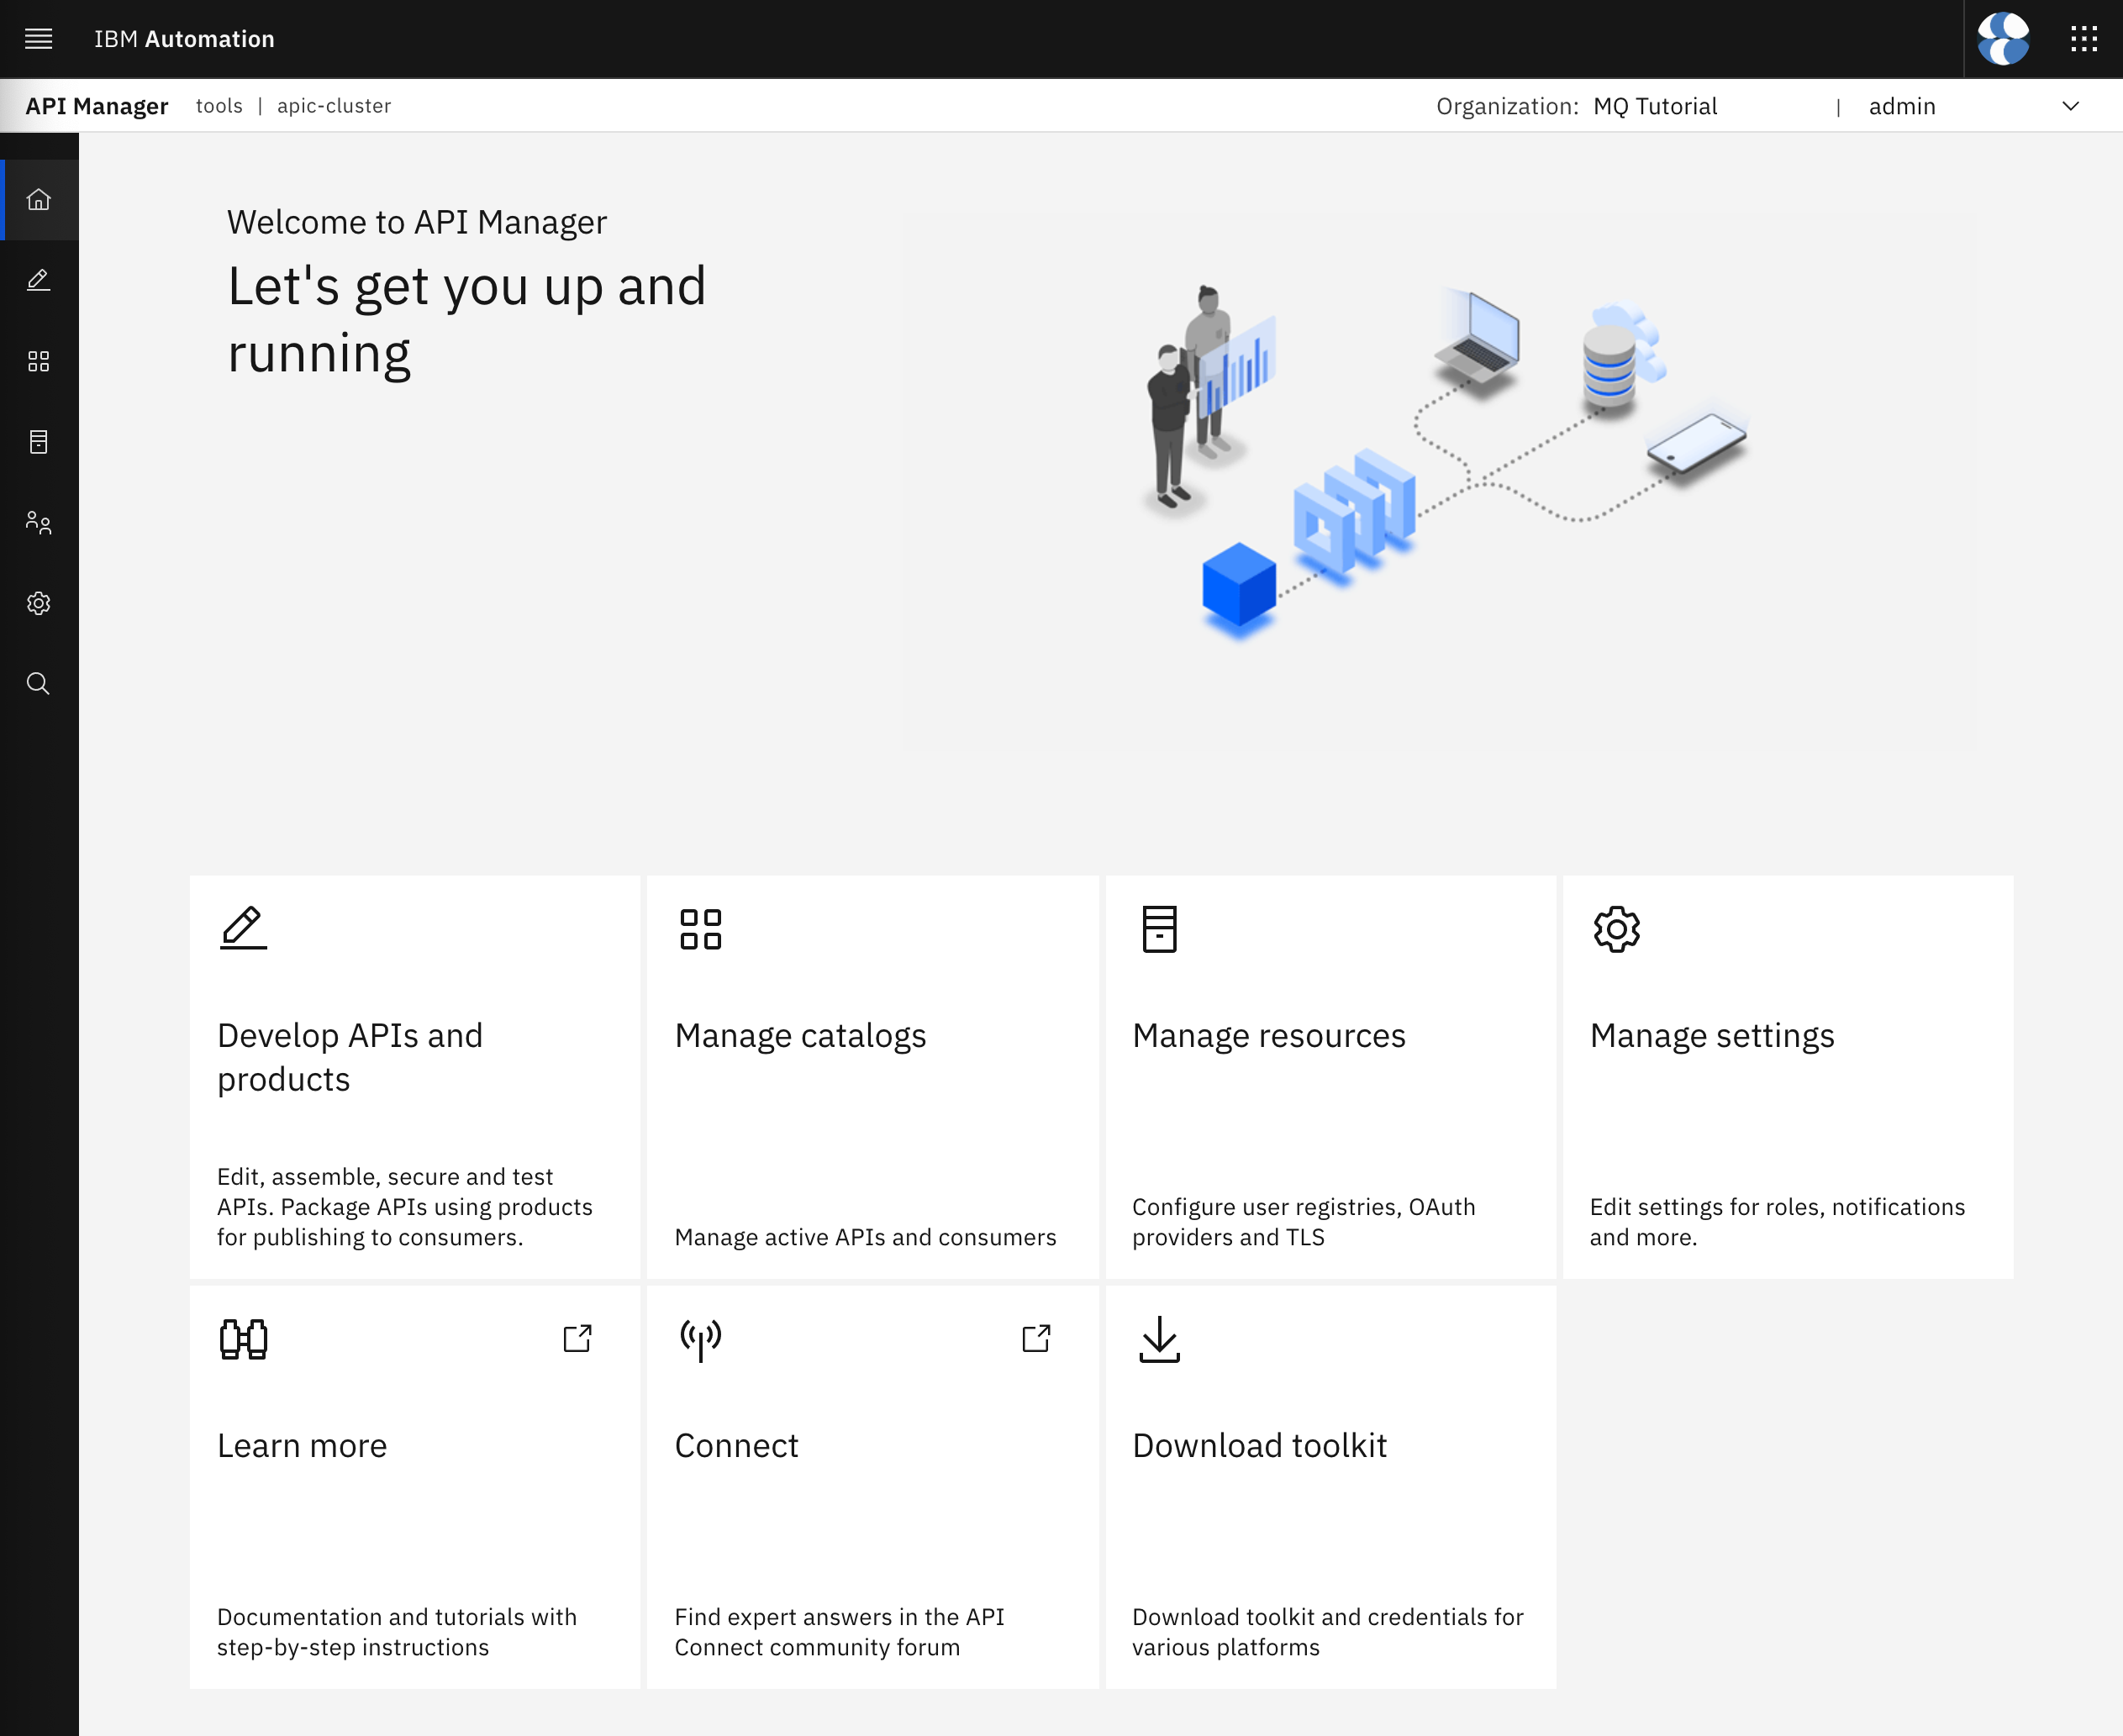 IBM Automation
API Manager tools | apic-cluster Organization: MQ Tutorial | admin
Welcome to API Manager
Let's get you up and
running
Develop APIs and
products
Edit, assemble, secure and test
APIs. Package APIs using products
for publishing to consumers.
Manage catalogs
Manage active APIs and consumers
Manage resources
Configure user registries, OAuth
providers and TLS
Manage settings
Edit settings for roles, notifications
and more.
Learn more
Documentation and tutorials with
step-by-step instructions
Connect
Find expert answers in the API
Connect community forum
Download toolkit
Download toolkit and credentials for
various platforms